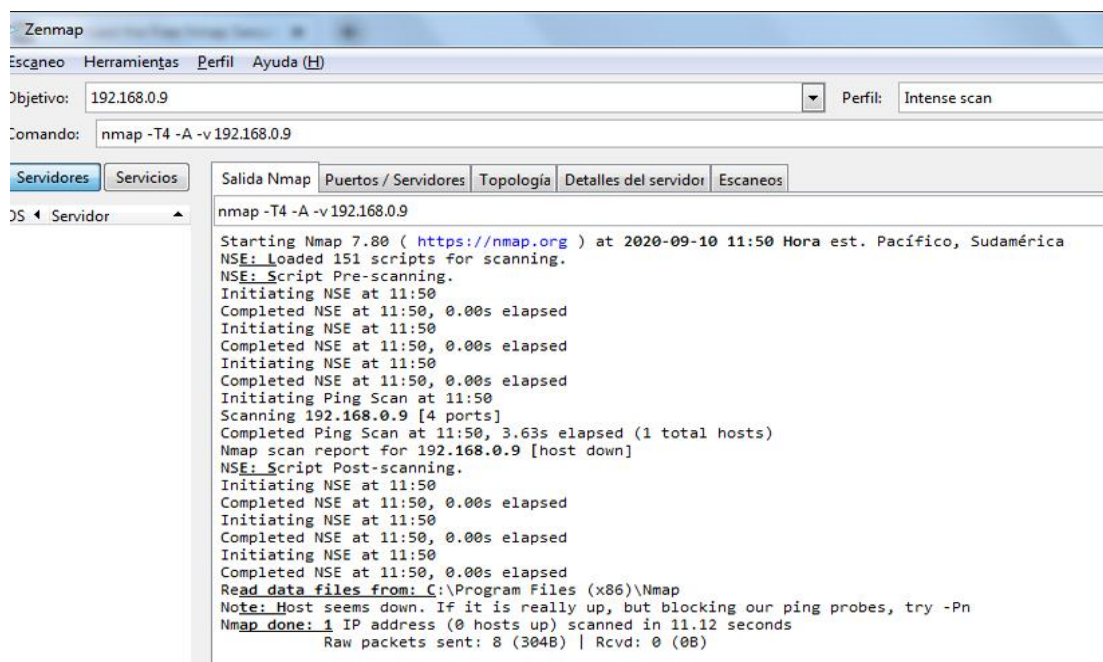 Zenmap
Escaneo Herramientas Perfil Ayuda (H)
Objetivo: 192.168.0.9 Perfil: Intense scan
Comando: nmap -T4 -A -v 192.168.0.9
Servidores Servicios Salida Nmap Puertos / Servidores Topología Detalles del servidor Escaneos
OS Servidor nmap -T4 -A -v 192.168.0.9
Starting Nmap 7.80 ( https://nmap.org ) at 2020-09-10 11:50 Hora est. Pacífico, Sudamérica
NSE: Loaded 151 scripts for scanning.
NSE: Script Pre-scanning.
Initiating NSE at 11:50
Completed NSE at 11:50, 0.00s elapsed
Initiating NSE at 11:50
Completed NSE at 11:50, 0.00s elapsed
Initiating NSE at 11:50
Completed NSE at 11:50, 0.00s elapsed
Initiating Ping Scan at 11:50
Scanning 192.168.0.9 [4 ports]
Completed Ping Scan at 11:50, 3.63s elapsed (1 total hosts)
Nmap scan report for 192.168.0.9 [host down]
NSE: Script Post-scanning.
Initiating NSE at 11:50
Completed NSE at 11:50, 0.00s elapsed
Initiating NSE at 11:50
Completed NSE at 11:50, 0.00s elapsed
Initiating NSE at 11:50
Completed NSE at 11:50, 0.00s elapsed
Read data files from: C:\Program Files (x86)\Nmap
Note: Host seems down. If it is really up, but blocking our ping probes, try -Pn
Nmap done: 1 IP address (0 hosts up) scanned in 11.12 seconds
Raw packets sent: 8 (304B) | Rcvd: 0 (0B)